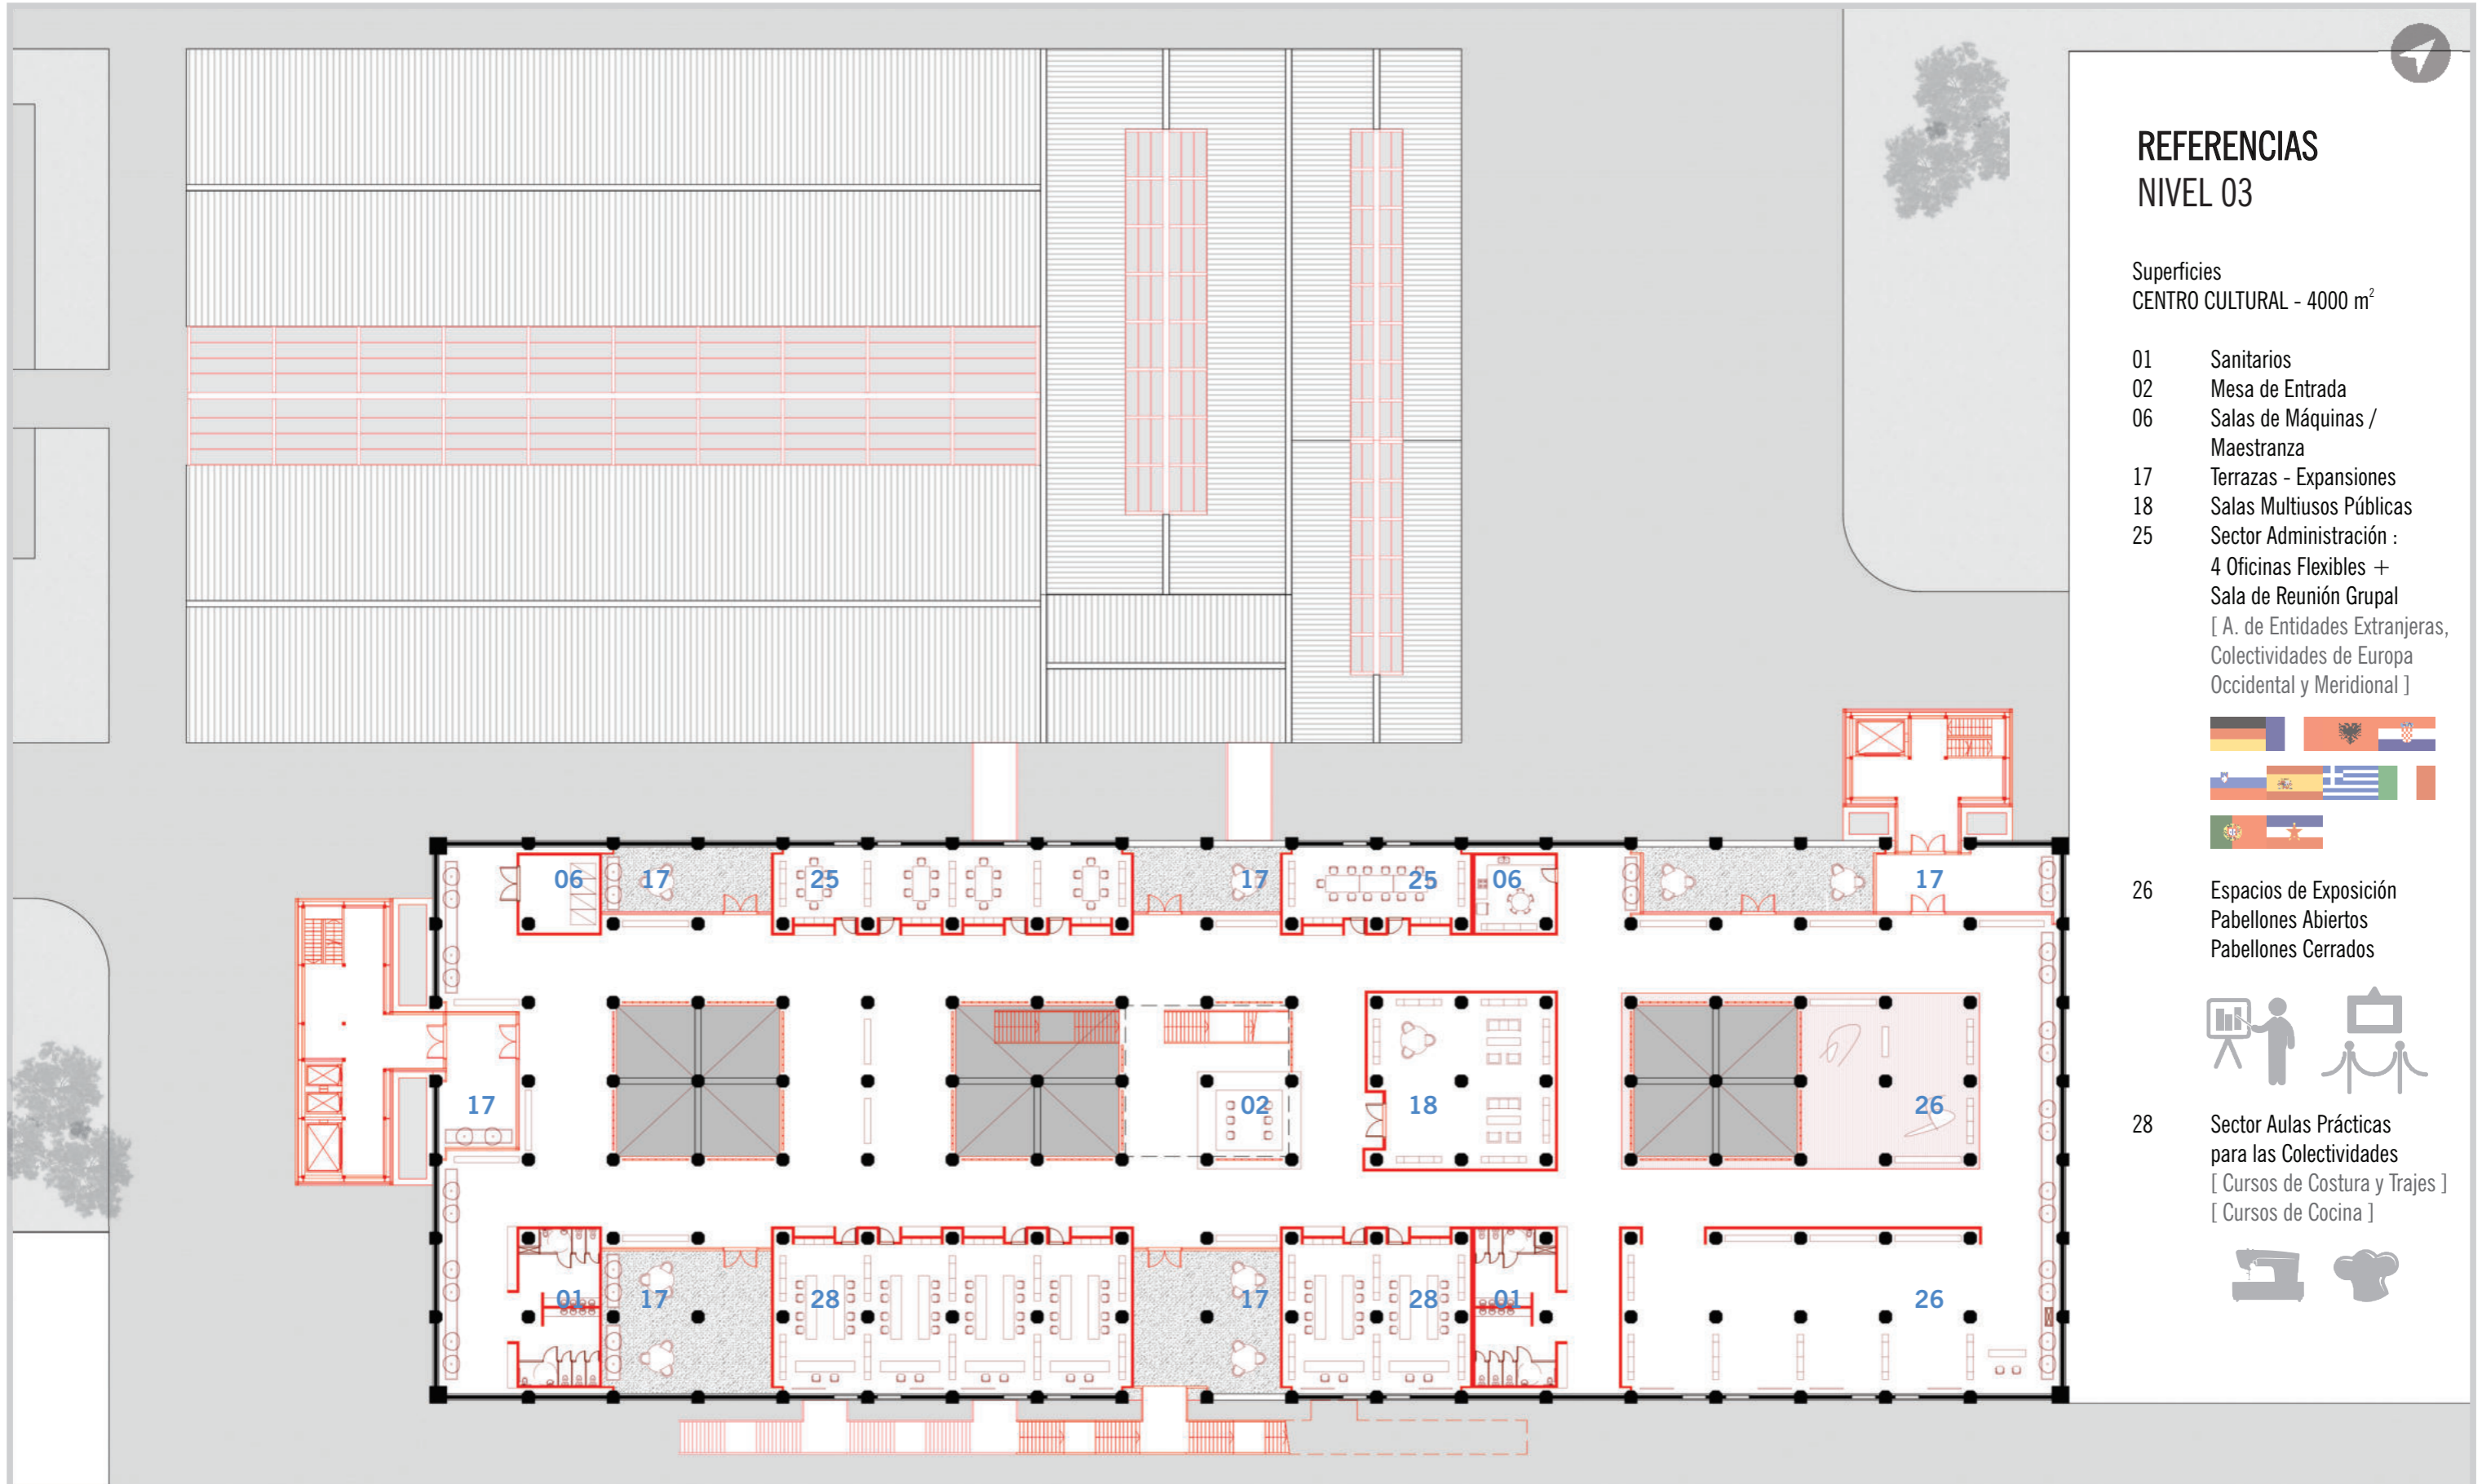 REFERENCIAS
NIVEL 03
Superficies
CENTRO CULTURAL - 4000 m²
01 Sanitarios
02 Mesa de Entrada
06 Salas de Máquinas /
Maestranza
17 Terrazas - Expansiones
18 Salas Multiusos Públicas
25 Sector Administración :
4 Oficinas Flexibles +
Sala de Reunión Grupal
[ A. de Entidades Extranjeras,
Colectividades de Europa
Occidental y Meridional ]
26 Espacios de Exposición
Pabellones Abiertos
Pabellones Cerrados
28 Sector Aulas Prácticas
para las Colectividades
[ Cursos de Costura y Trajes ]
[ Cursos de Cocina ]
06 17 25 17 25 06 17
17 02 18 26
01 17 28 17 28 01 26